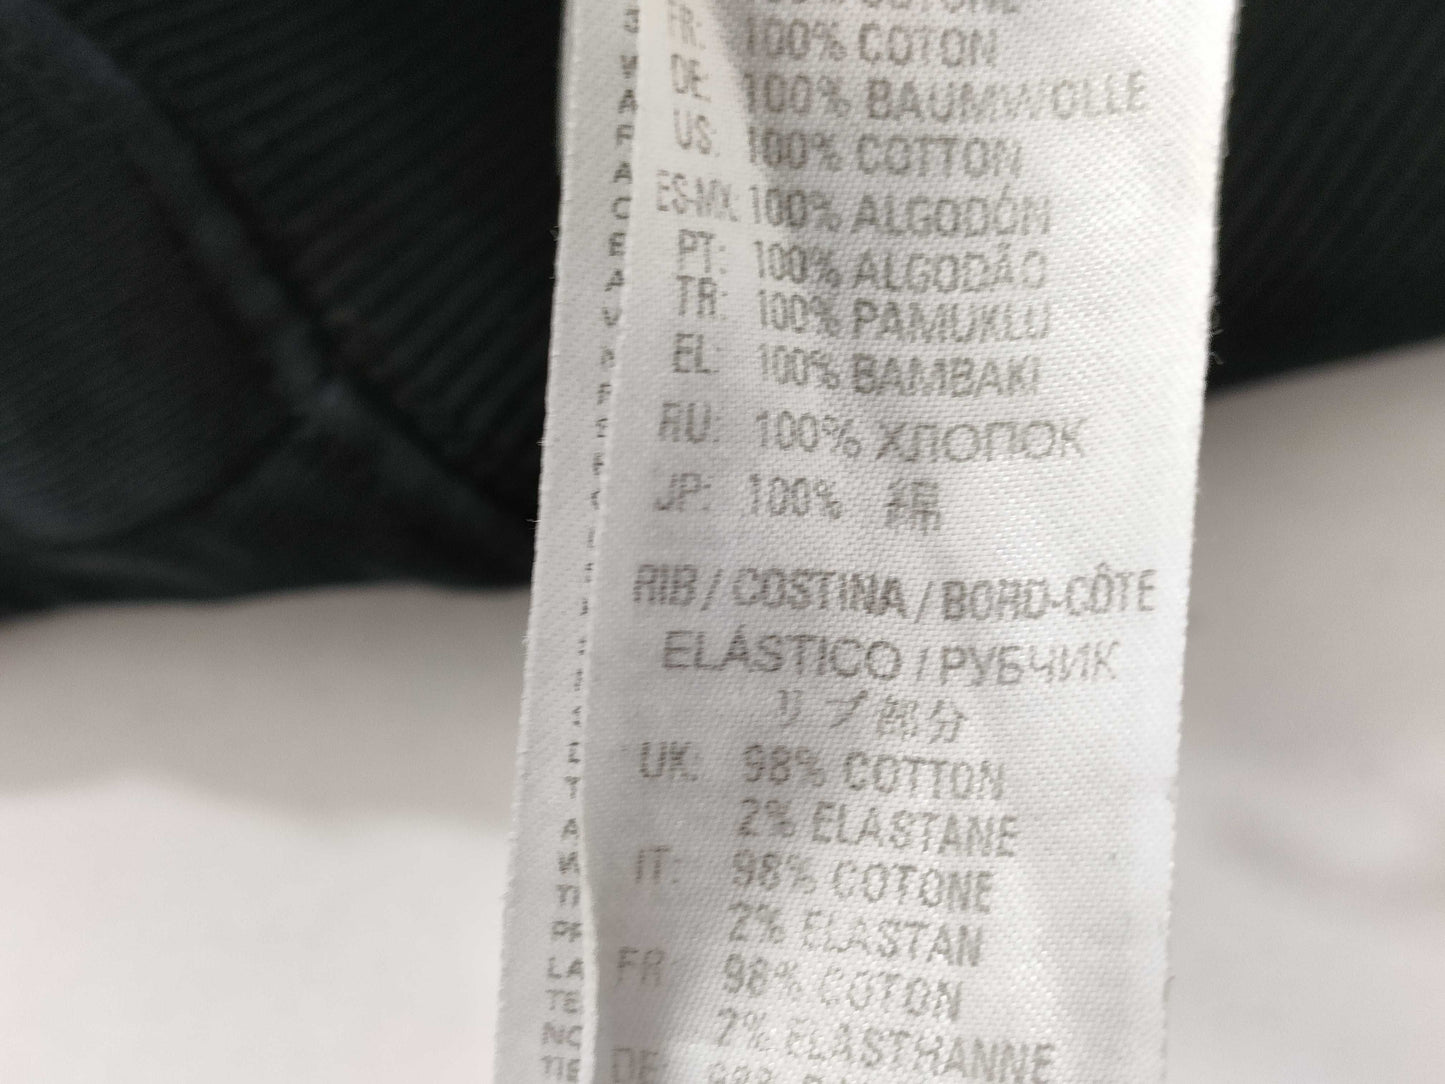 FR: 100% COTON
DE: 100% BAUMWOLLE
US: 100% COTTON
ES-MX: 100% ALGODÓN
PT: 100% ALGODÃO
TR: 100% PAMUKLU
EL: 100% BAMBAKI
RU: 100% ХЛОПОК
JP: 100% 綿
RIB / COSTINA / BORD-CÔTE
ELÁSTICO / РУБЧИК
リブ部分
UK: 98% COTTON
2% ELASTANE
IT: 98% COTONE
2% ELASTAN
FR 98% COTON
2% ELASTHANNE
DE